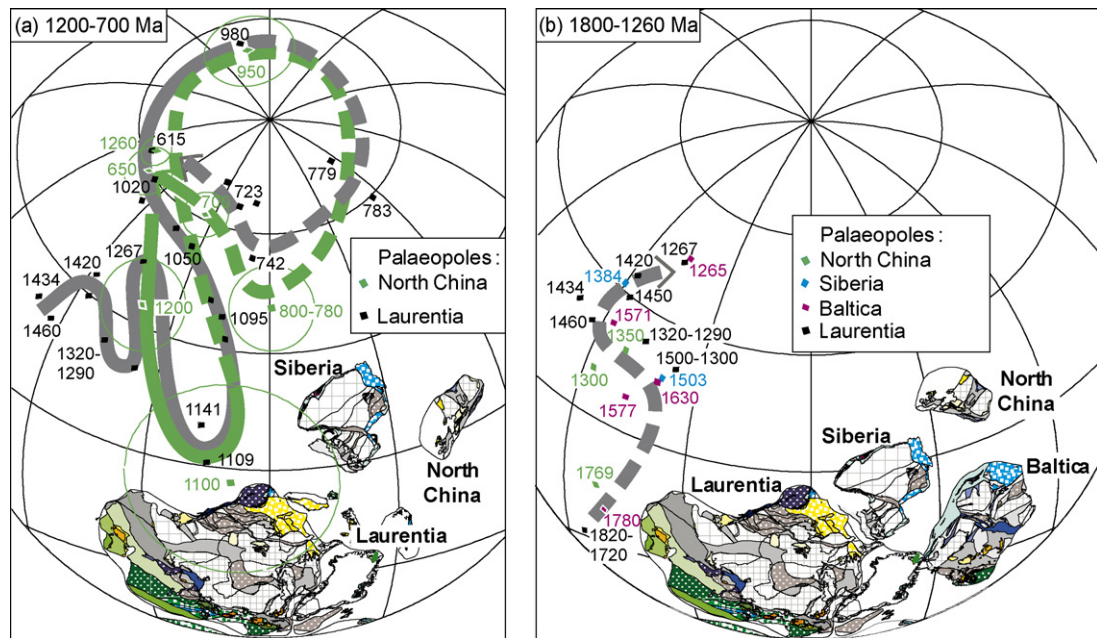 (a) 1200-700 Ma
980
950
1260
615
650
1020
700
723
779
783
1050
742
1267
1420
1434
1460
1200
1320-
1290
1095
800-780
Palaeopoles :
North China
Laurentia
1141
1109
1100
Siberia
North
China
Laurentia
(b) 1800-1260 Ma
Palaeopoles :
North China
Siberia
Baltica
Laurentia
1267
1265
1420
1384
1434
1450
1460
1571
1350
1320-1290
1300
1500-1300
1503
1630
1577
1769
1780
1820-
1720
North
China
Siberia
Baltica
Laurentia